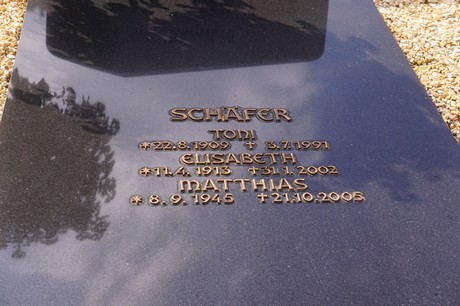 SCHÄFER
TONI
*22.8.1909 ✝ 3.7.1991
ELISABETH
*11.4.1913 ✝31.1.2002
MATTHIAS
* 8. 9. 1945 ✝21.10.2005